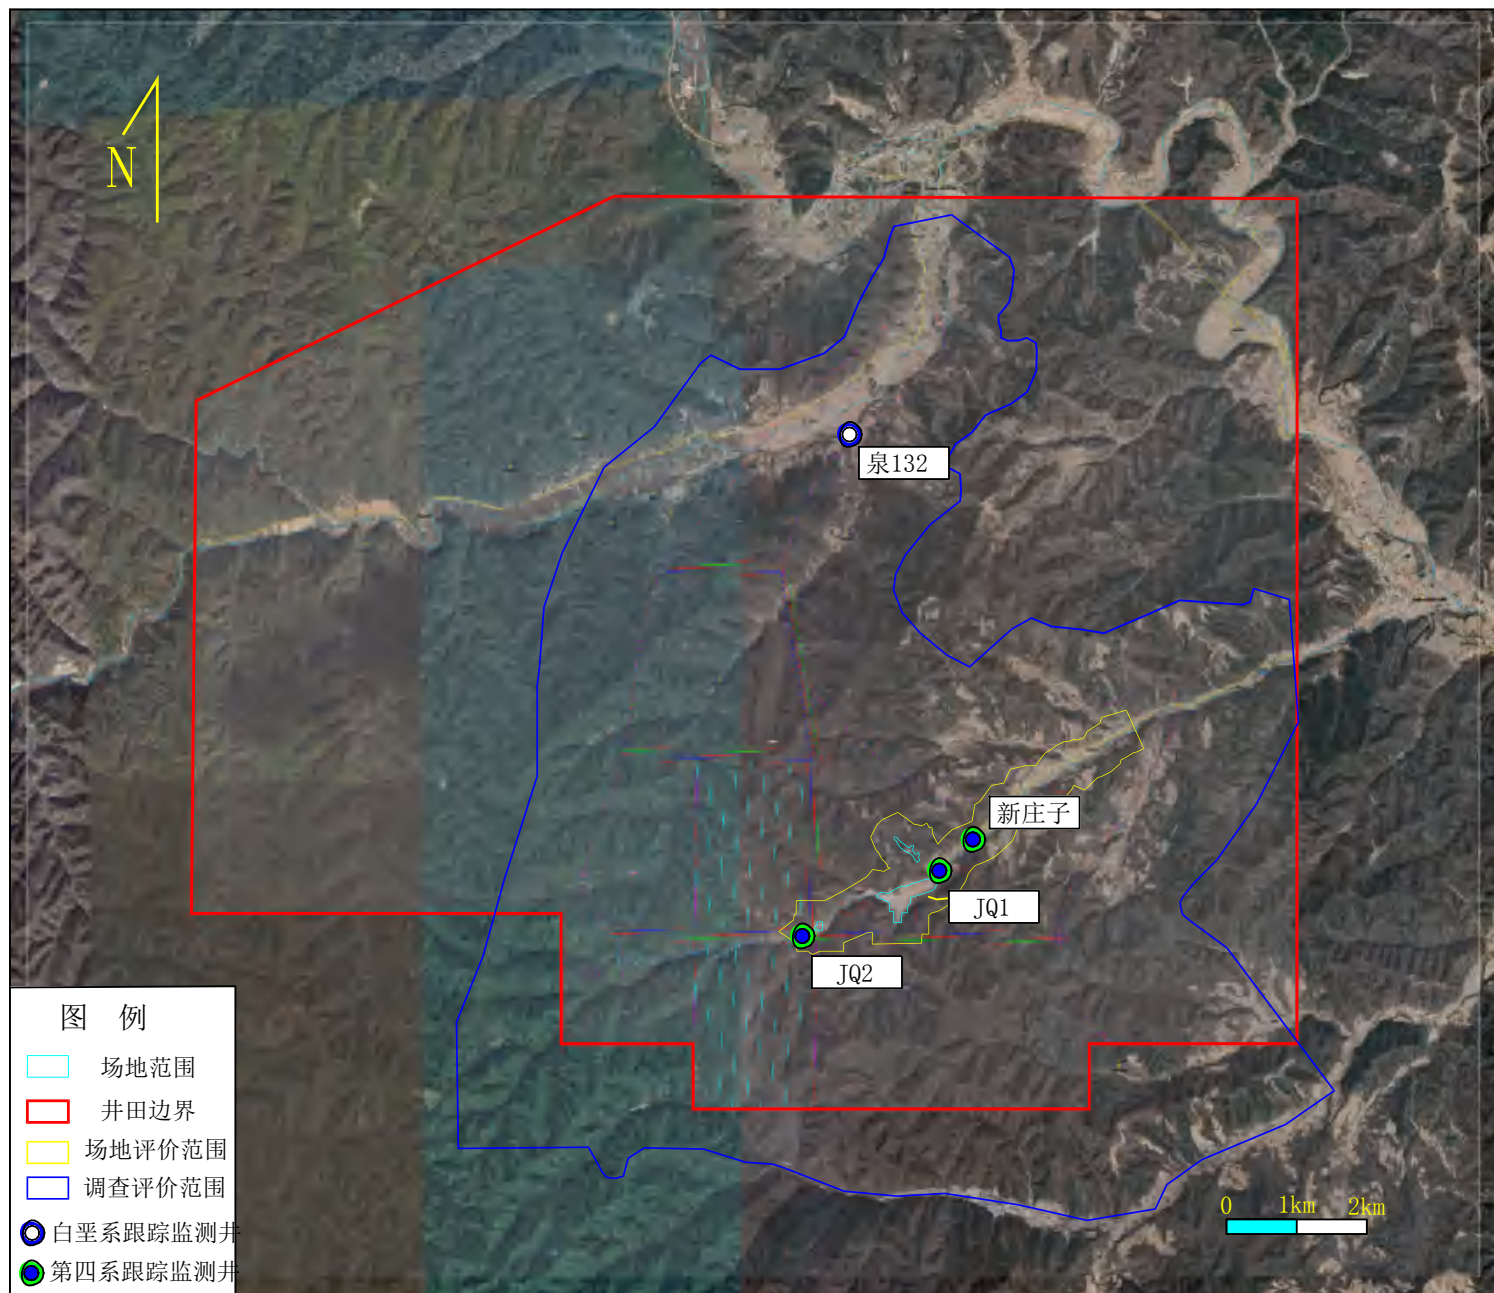 N
泉132
新庄子
JQ1
JQ2
图 例
场地范围
井田边界
场地评价范围
调查评价范围
白垩系跟踪监测井
第四系跟踪监测井
0 1km 2km